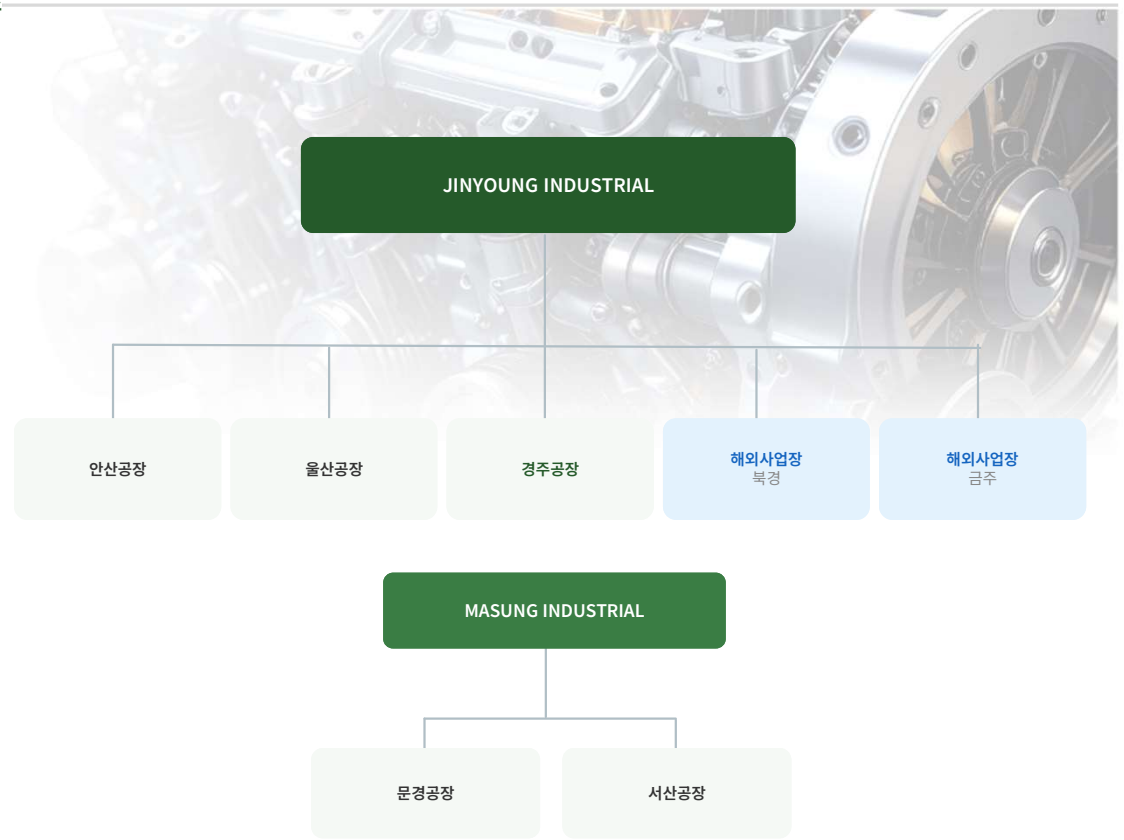 JINYOUNG INDUSTRIAL
안산공장
울산공장
경주공장
해외사업장
북경
해외사업장
금주
MASUNG INDUSTRIAL
문경공장
서산공장